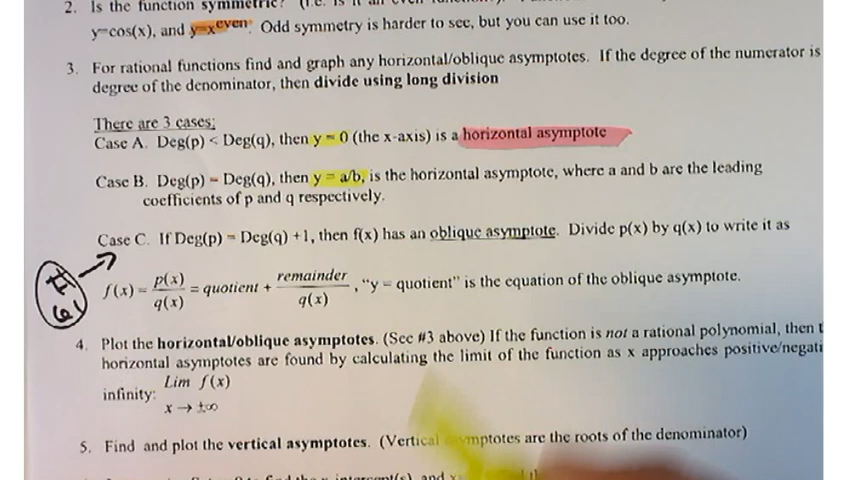 2. Is the function symmetric? (i.e. is it an even function?)
y=cos(x), and y=x^even. Odd symmetry is harder to see, but you can use it too.
3. For rational functions find and graph any horizontal/oblique asymptotes. If the degree of the numerator is
degree of the denominator, then divide using long division
There are 3 cases:
Case A. Deg(p) < Deg(q), then y = 0 (the x-axis) is a horizontal asymptote
Case B. Deg(p) = Deg(q), then y = a/b, is the horizontal asymptote, where a and b are the leading
coefficients of p and q respectively.
Case C. If Deg(p) = Deg(q) +1, then f(x) has an oblique asymptote. Divide p(x) by q(x) to write it as
f(x) = p(x)/q(x) = quotient + remainder/q(x), "y = quotient" is the equation of the oblique asymptote.
4. Plot the horizontal/oblique asymptotes. (See #3 above) If the function is not a rational polynomial, then
horizontal asymptotes are found by calculating the limit of the function as x approaches positive/negati
infinity: Lim f(x)
x → ±∞
5. Find and plot the vertical asymptotes. (Vertical asymptotes are the roots of the denominator)